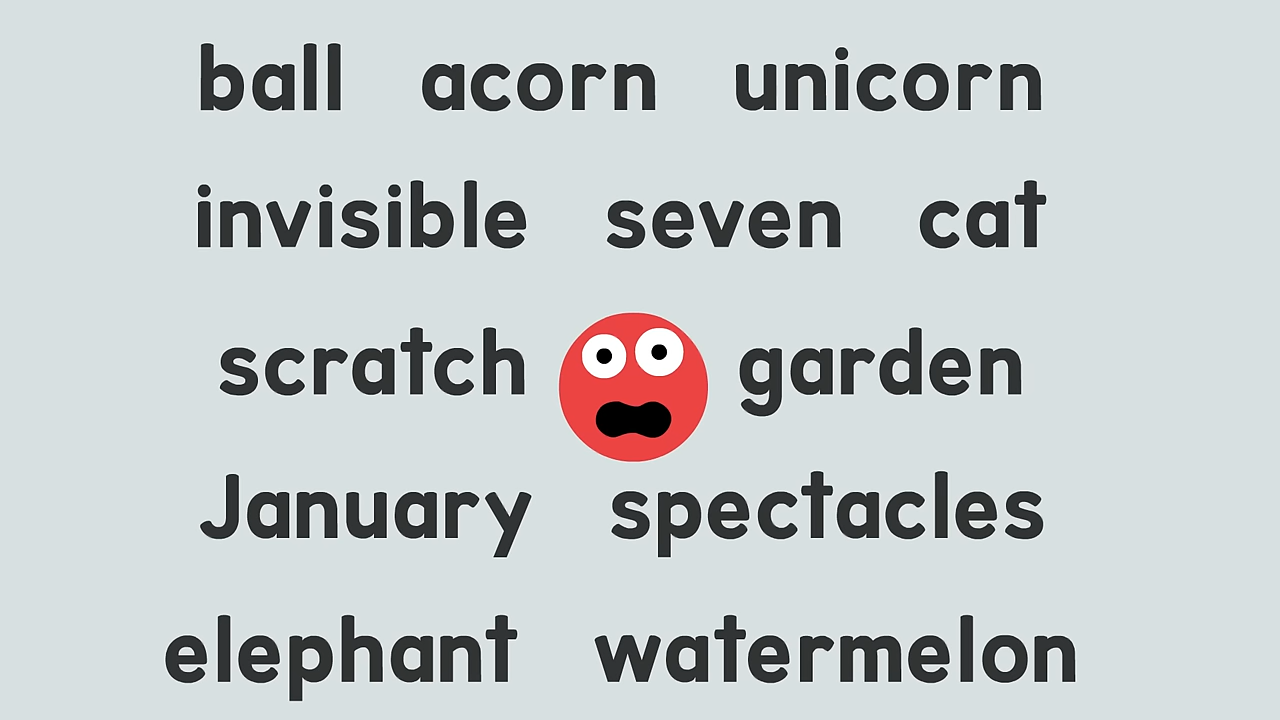 ball acorn unicorn
invisible seven cat
scratch garden
January spectacles
elephant watermelon